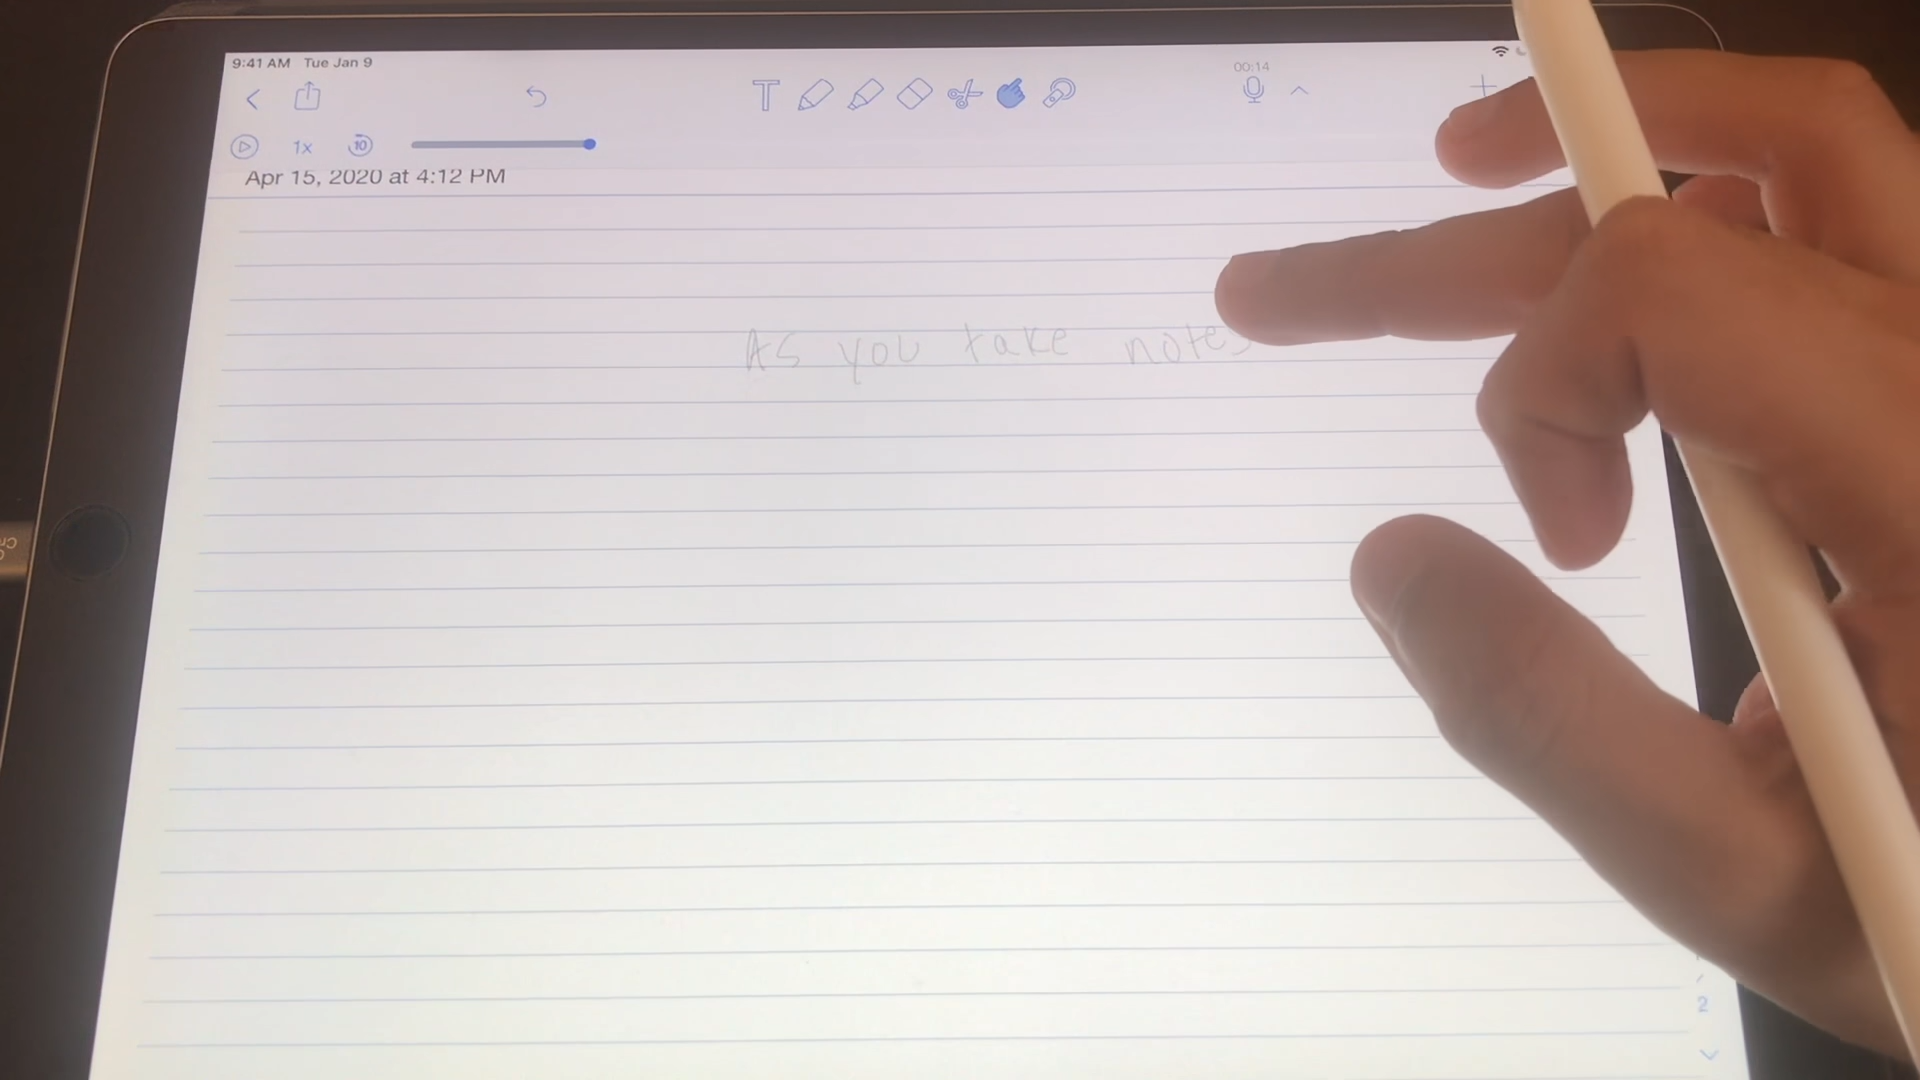 9:41 AM Tue Jan 9
00:14
T
1x
10
Apr 15, 2020 at 4:12 PM
As you take notes
2